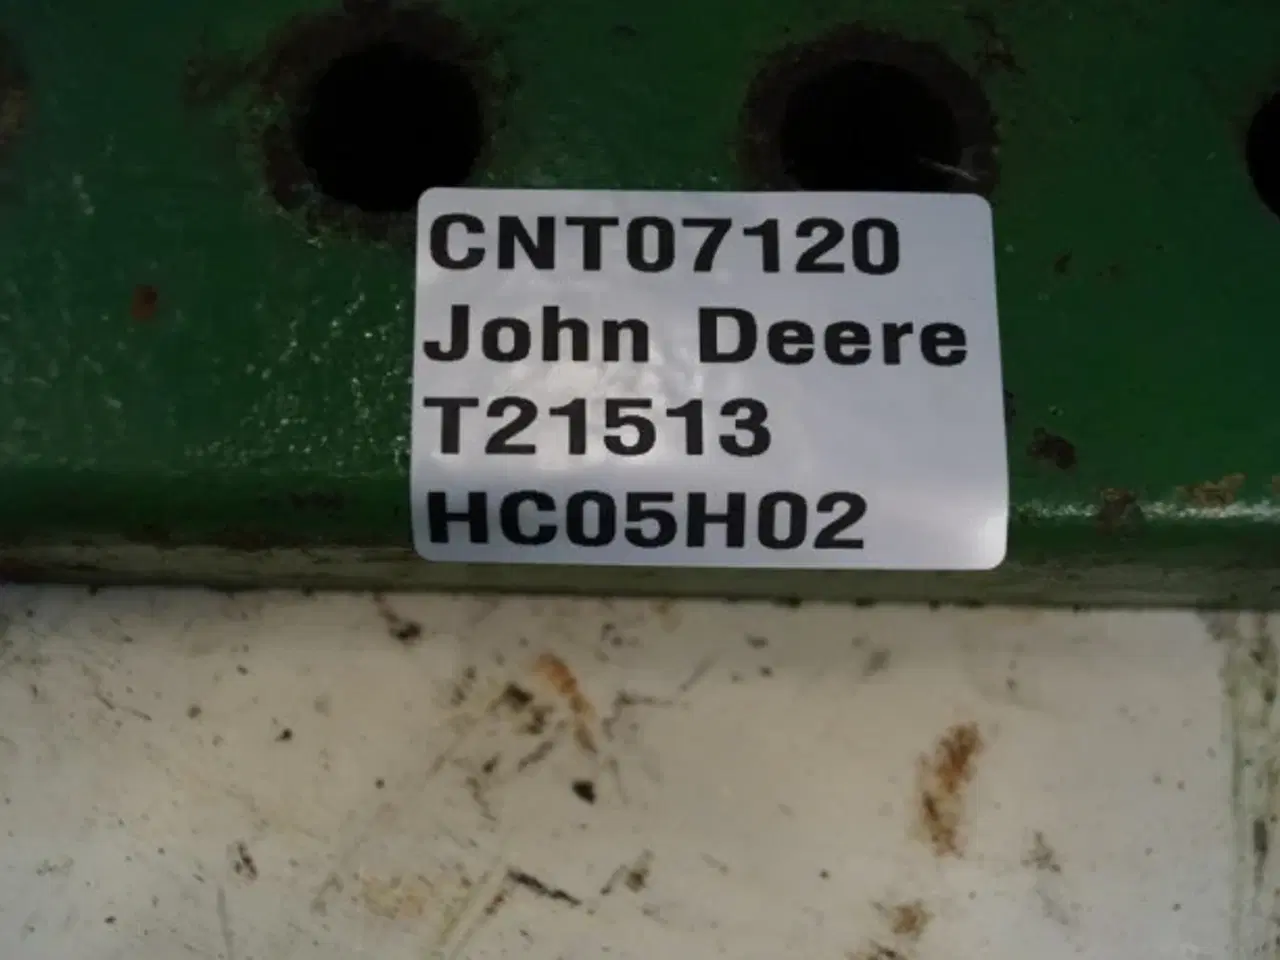 CNT07120
John Deere
T21513
HC05H02